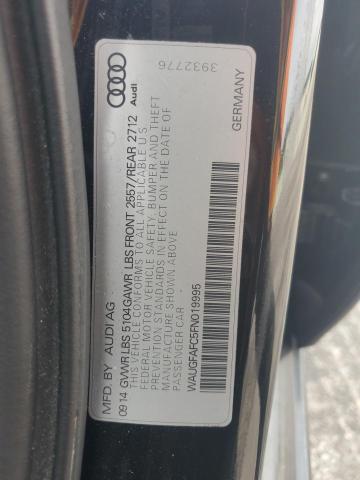 3932776
Audi
MFD. BY AUDI AG
GERMANY
09 14 GVWR LBS 5104 GAWR LBS FRONT 2557/REAR 2712
THIS VEHICLE CONFORMS TO ALL APPLICABLE U S
FEDERAL MOTOR VEHICLE SAFETY, BUMPER AND THEFT
PREVENTION STANDARDS IN EFFECT ON THE DATE OF
MANUFACTURE SHOWN ABOVE
PASSENGER CAR
WAUGFAFC5FN019995